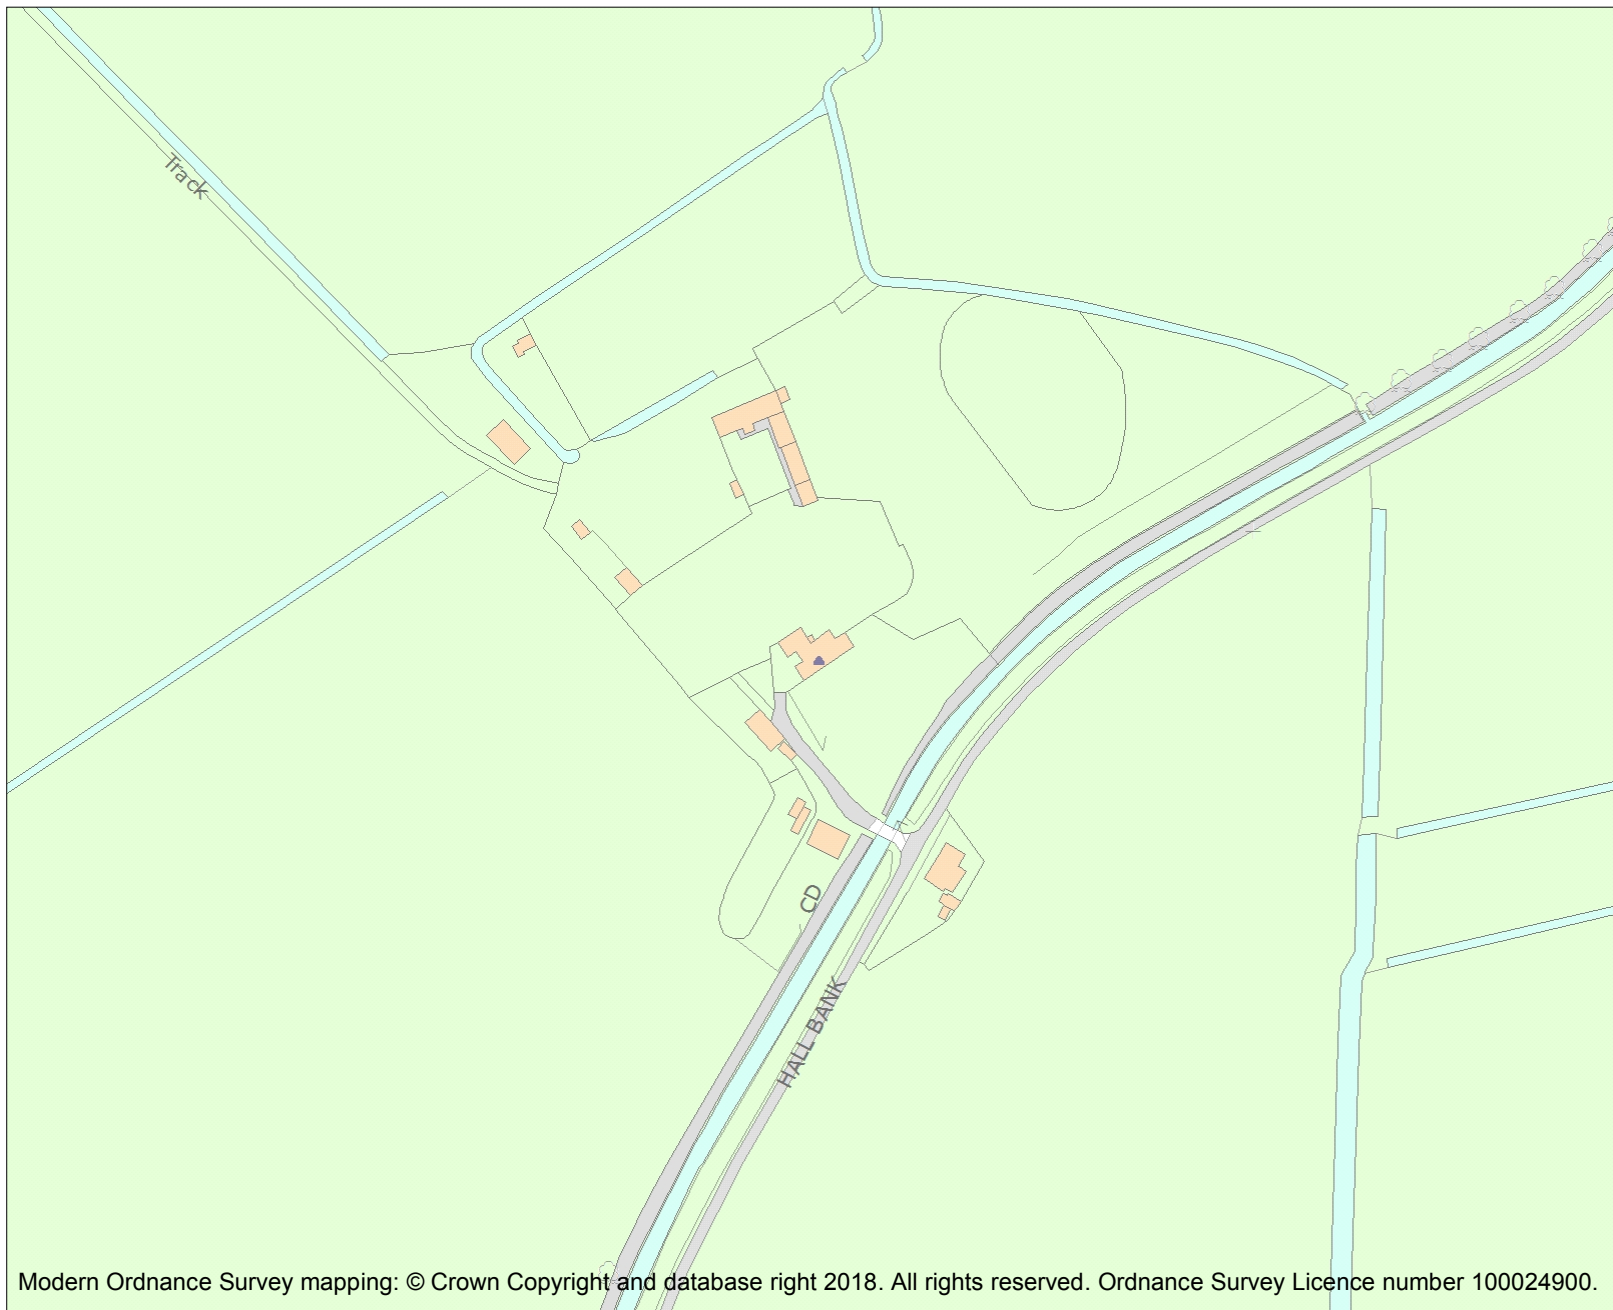 Track
CD
HALL BANK
Modern Ordnance Survey mapping: © Crown Copyright and database right 2018. All rights reserved. Ordnance Survey Licence number 100024900.